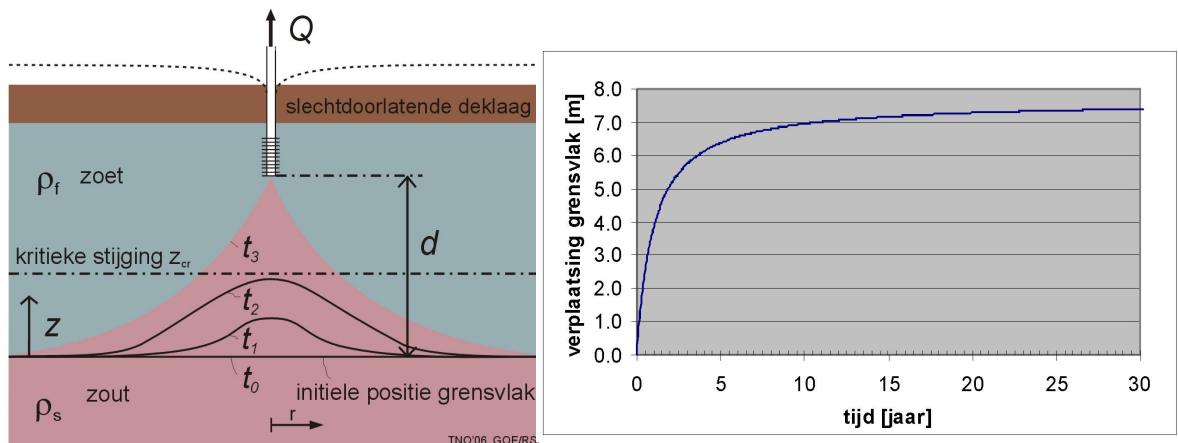 Q
slechtdoorlatende deklaag
ρf zoet
d
kritieke stijging zcr
t3
z
t2
t1
t0
zout
initiele positie grensvlak
ρs
r
TNO'06 GOE/RS
verplaatsing grensvlak [m]
8.0
7.0
6.0
5.0
4.0
3.0
2.0
1.0
0.0
0 5 10 15 20 25 30
tijd [jaar]